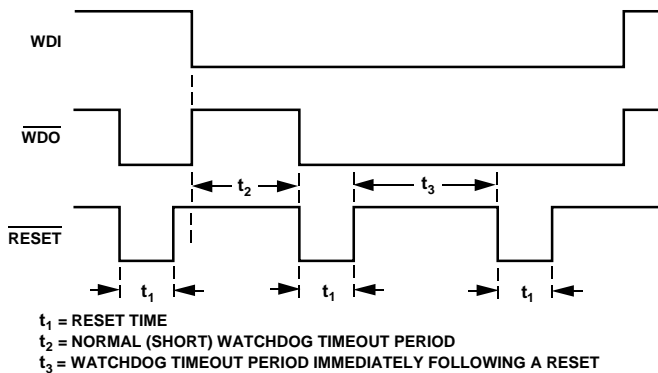 WDI
WDO
t2
t3
RESET
t1
t1
t1
t1 = RESET TIME
t2 = NORMAL (SHORT) WATCHDOG TIMEOUT PERIOD
t3 = WATCHDOG TIMEOUT PERIOD IMMEDIATELY FOLLOWING A RESET